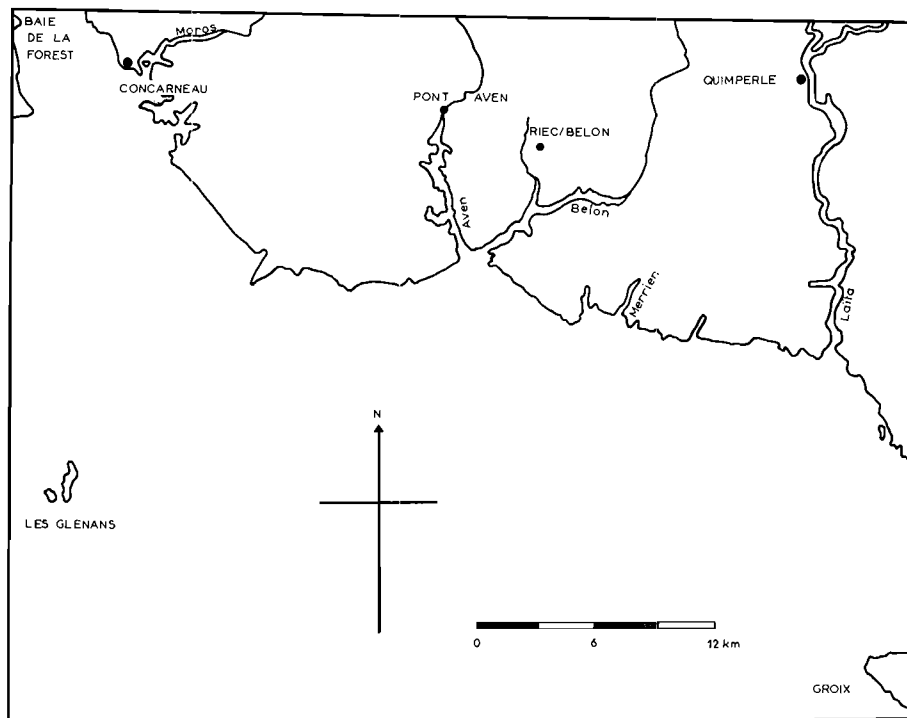 BAIE
DE LA
FOREST
Moros
CONCARNEAU
PONT AVEN
QUIMPERLE
RIEC/BELON
Aven
Belon
Merrien
Laïta
N
LES GLENANS
0 6 12 km
GROIX